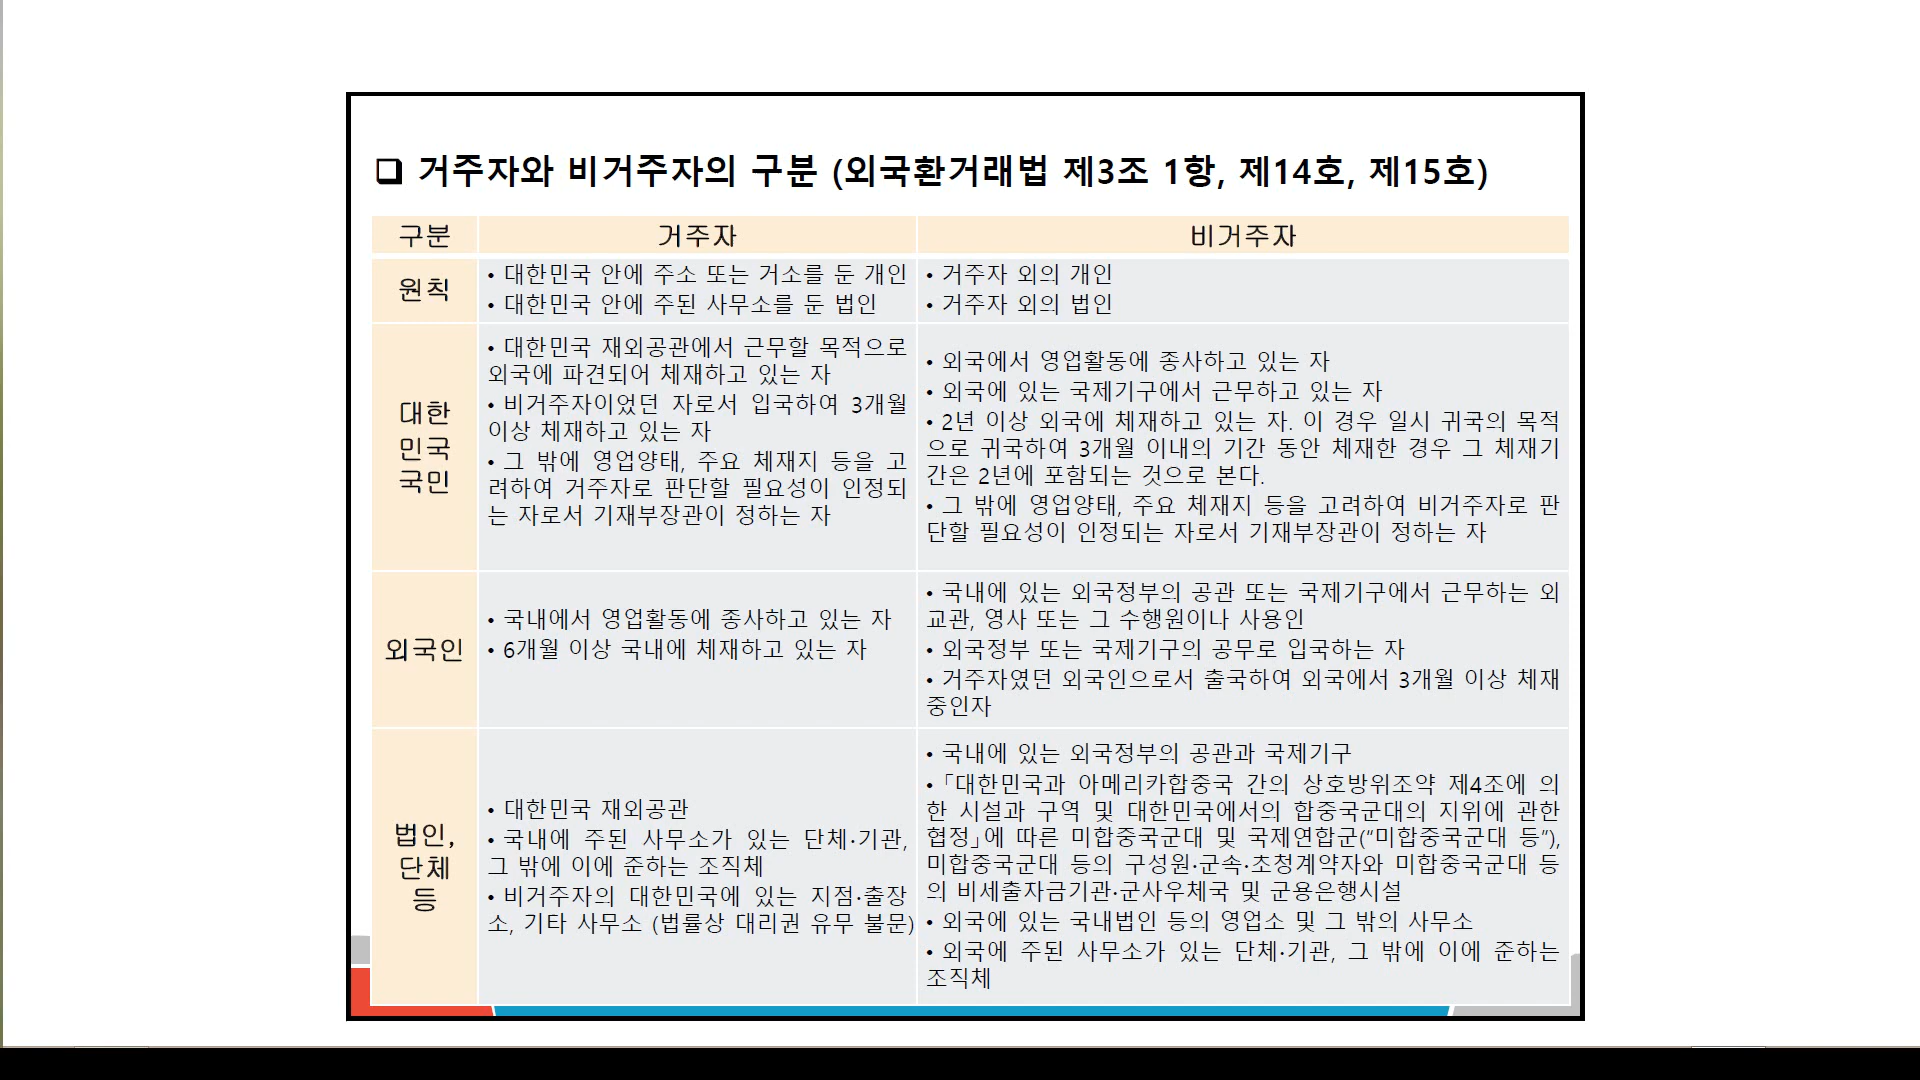 ❑ 거주자와 비거주자의 구분 (외국환거래법 제3조 1항, 제14호, 제15호)
구분
거주자
비거주자
원칙
• 대한민국 안에 주소 또는 거소를 둔 개인
• 대한민국 안에 주된 사무소를 둔 법인
• 거주자 외의 개인
• 거주자 외의 법인
대한
민국
국민
• 대한민국 재외공관에서 근무할 목적으로
외국에 파견되어 체재하고 있는 자
• 비거주자이었던 자로서 입국하여 3개월
이상 체재하고 있는 자
• 그 밖에 영업양태, 주요 체재지 등을 고
려하여 거주자로 판단할 필요성이 인정되
는 자로서 기재부장관이 정하는 자
• 외국에서 영업활동에 종사하고 있는 자
• 외국에 있는 국제기구에서 근무하고 있는 자
• 2년 이상 외국에 체재하고 있는 자. 이 경우 일시 귀국의 목적
으로 귀국하여 3개월 이내의 기간 동안 체재한 경우 그 체재기
간은 2년에 포함되는 것으로 본다.
• 그 밖에 영업양태, 주요 체재지 등을 고려하여 비거주자로 판
단할 필요성이 인정되는 자로서 기재부장관이 정하는 자
외국인
• 국내에서 영업활동에 종사하고 있는 자
• 6개월 이상 국내에 체재하고 있는 자
• 국내에 있는 외국정부의 공관 또는 국제기구에서 근무하는 외
교관, 영사 또는 그 수행원이나 사용인
• 외국정부 또는 국제기구의 공무로 입국하는 자
• 거주자였던 외국인으로서 출국하여 외국에서 3개월 이상 체재
중인자
법인,
단체
등
• 대한민국 재외공관
• 국내에 주된 사무소가 있는 단체·기관,
그 밖에 이에 준하는 조직체
• 비거주자의 대한민국에 있는 지점·출장
소, 기타 사무소 (법률상 대리권 유무 불문)
• 국내에 있는 외국정부의 공관과 국제기구
• 「대한민국과 아메리카합중국 간의 상호방위조약 제4조에 의
한 시설과 구역 및 대한민국에서의 합중국군대의 지위에 관한
협정」에 따른 미합중국군대 및 국제연합군(“미합중국군대 등”),
미합중국군대 등의 구성원·군속·초청계약자와 미합중국군대 등
의 비세출자금기관·군사우체국 및 군용은행시설
• 외국에 있는 국내법인 등의 영업소 및 그 밖의 사무소
• 외국에 주된 사무소가 있는 단체·기관, 그 밖에 이에 준하는
조직체